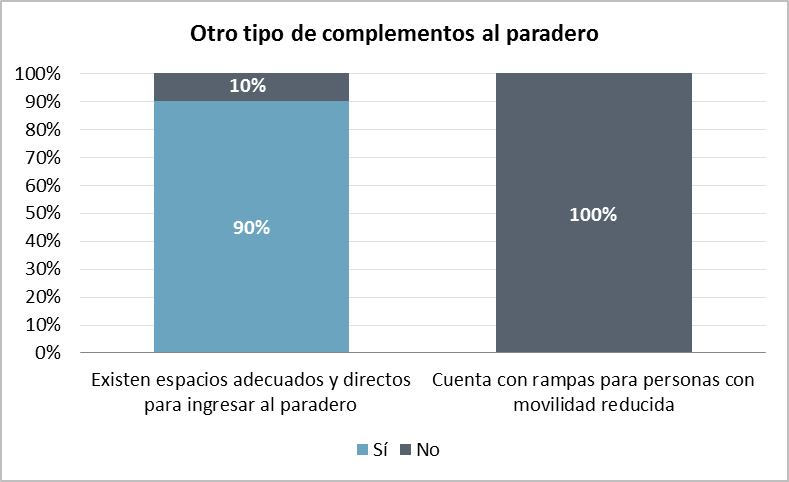 Otro tipo de complementos al paradero
100%
90%
80%
70%
60%
50%
40%
30%
20%
10%
0%
10%
90%
100%
Existen espacios adecuados y directos
para ingresar al paradero
Cuenta con rampas para personas con
movilidad reducida
Sí No